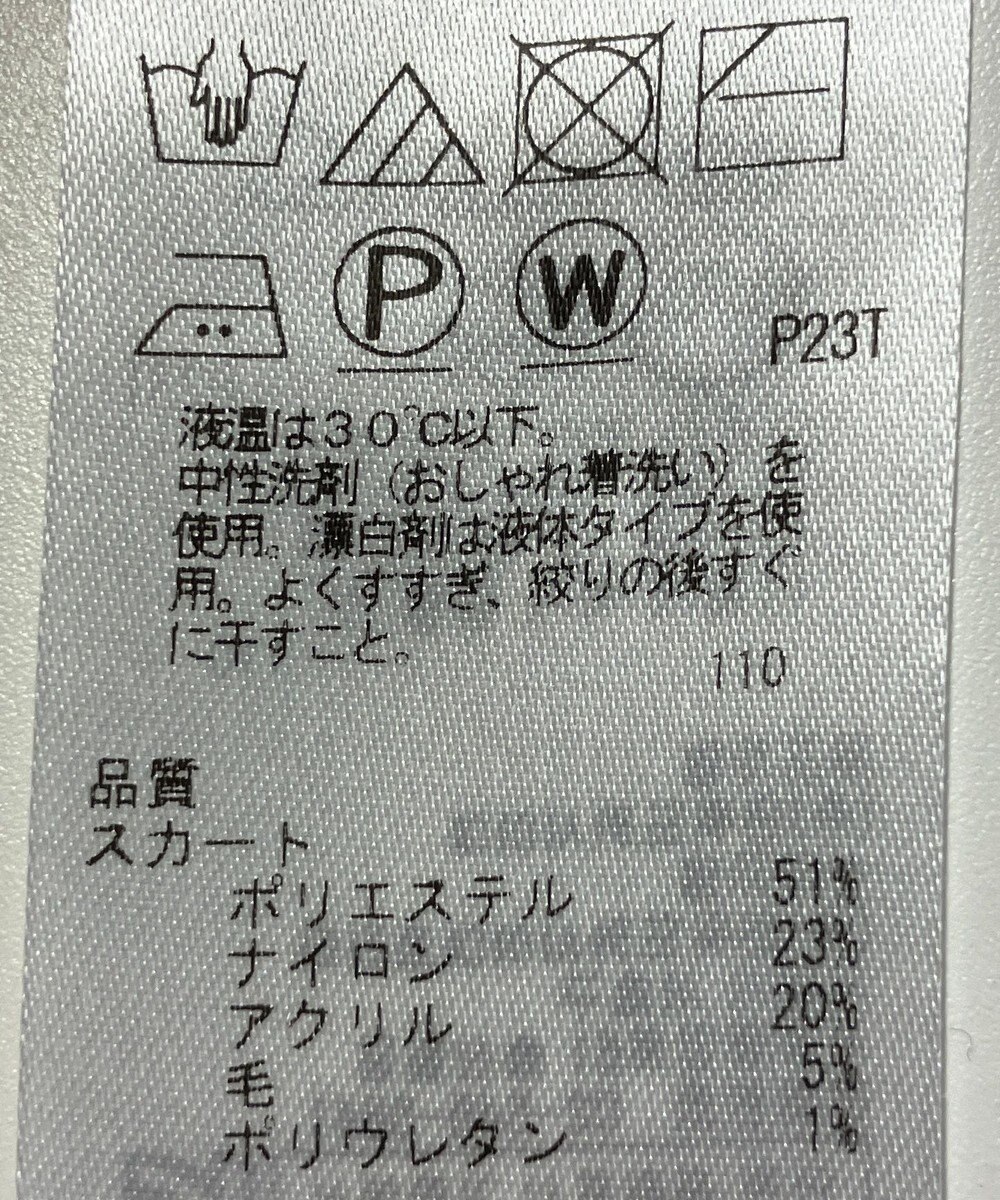 P
W
P23T
液温は30℃以下。
中性洗剤(おしゃれ着洗い)を
使用。漂白剤は液体タイプを使
用。よくすすぎ、絞りの後すぐ
に干すこと。
110
品質
スカート
ポリエステル 51%
ナイロン 23%
アクリル 20%
毛 5%
ポリウレタン 1%